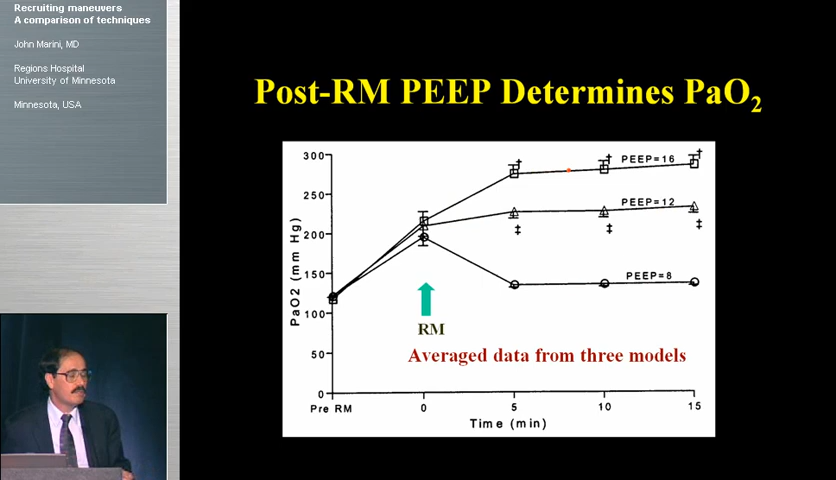 Recruiting maneuvers
A comparison of techniques
John Marini, MD
Regions Hospital
University of Minnesota
Minnesota, USA
Post-RM PEEP Determines PaO2
300
250
200
150
100
50
0
PaO2 (mm Hg)
†
†
PEEP=16
†
PEEP=12
‡
‡
‡
PEEP=8
RM
Averaged data from three models
Pre RM
0
5
10
15
Time (min)